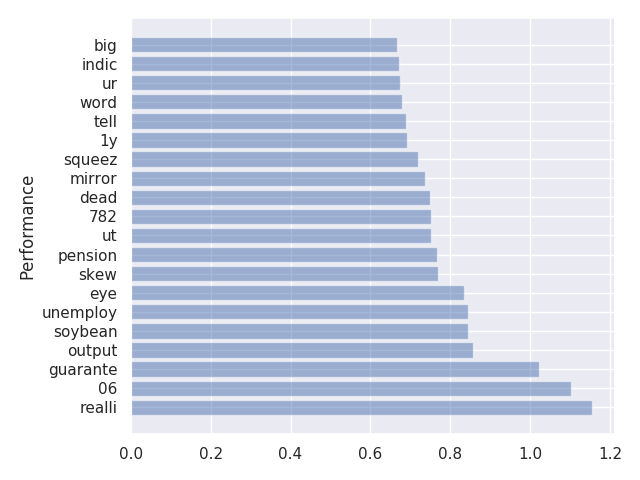 big
indic
ur
word
tell
1y
squeez
mirror
dead
782
ut
pension
skew
eye
unemploy
soybean
output
guarante
06
realli
Performance
0.0 0.2 0.4 0.6 0.8 1.0 1.2